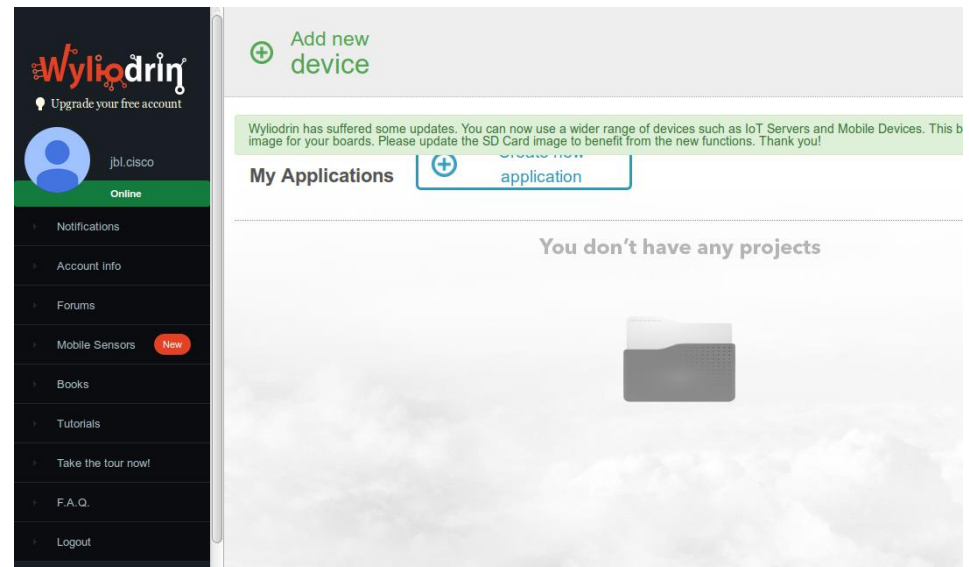 Wyliodrin
Upgrade your free account
jbl.cisco
Online
Notifications
Account info
Forums
Mobile Sensors New
Books
Tutorials
Take the tour now!
F.A.Q.
Logout
Add new
device
Wyliodrin has suffered some updates. You can now use a wider range of devices such as IoT Servers and Mobile Devices. This b
image for your boards. Please update the SD Card image to benefit from the new functions. Thank you!
My Applications
Create new
application
You don't have any projects